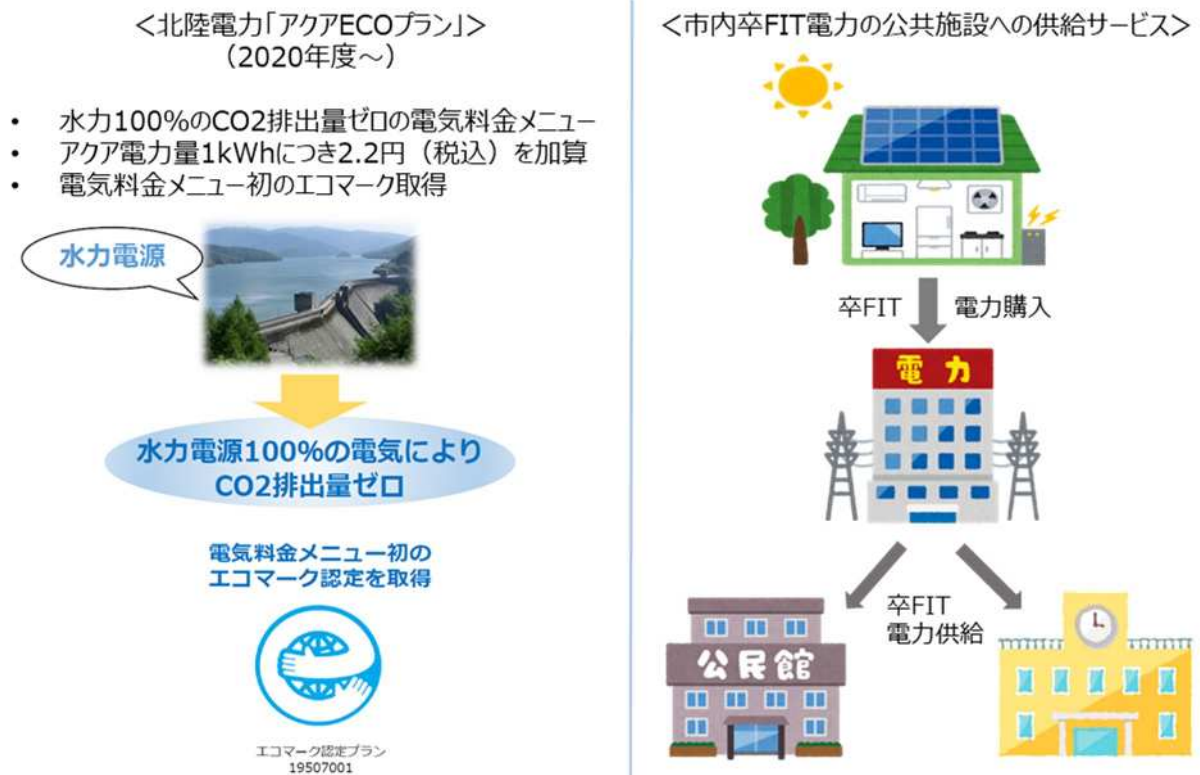 ＜北陸電力「アクアECOプラン」＞
（2020年度～）
• 水力100%のCO2排出量ゼロの電気料金メニュー
• アクア電力量1kWhにつき2.2円（税込）を加算
• 電気料金メニュー初のエコマーク取得
水力電源
水力電源100%の電気により
CO2排出量ゼロ
電気料金メニュー初の
エコマーク認定を取得
エコマーク認定プラン
19507001
＜市内卒FIT電力の公共施設への供給サービス＞
卒FIT 電力購入
電力
卒FIT
電力供給
公民館